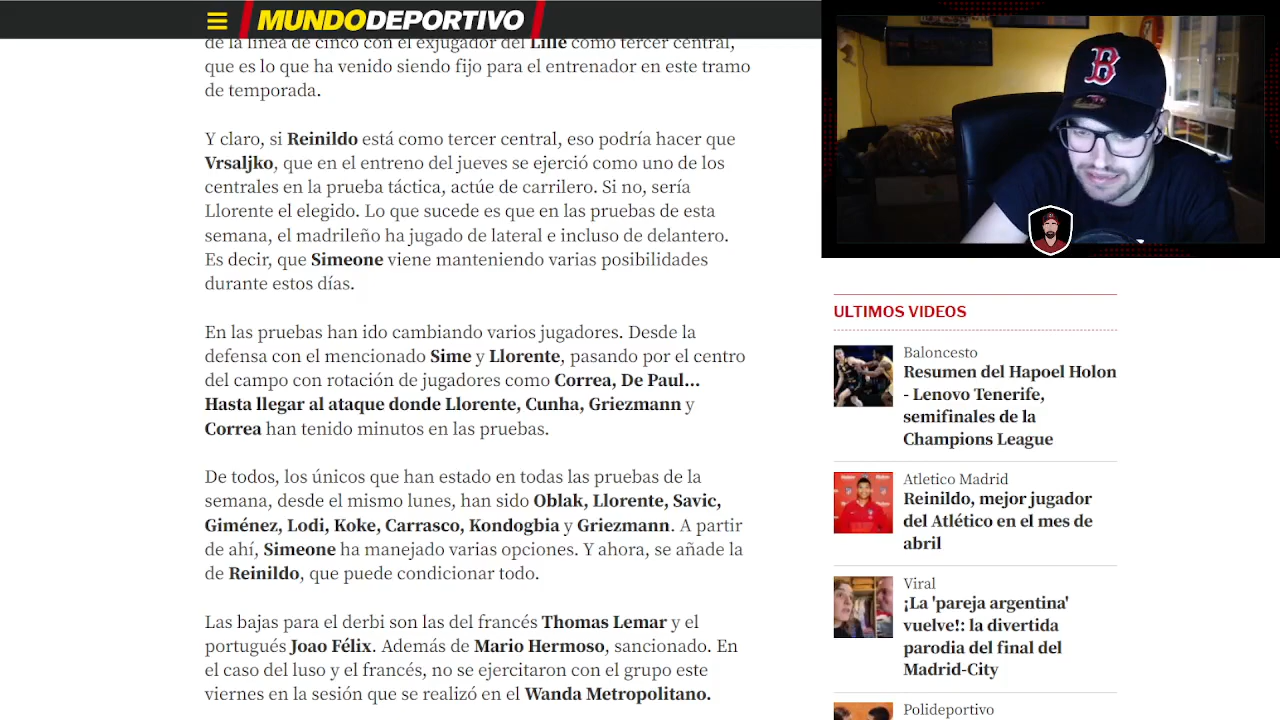 MUNDODEPORTIVO
de la línea de cinco con el exjugador del Lille como tercer central,
que es lo que ha venido siendo fijo para el entrenador en este tramo
de temporada.
Y claro, si Reinildo está como tercer central, eso podría hacer que
Vrsaljko, que en el entreno del jueves se ejerció como uno de los
centrales en la prueba táctica, actúe de carrilero. Si no, sería
Llorente el elegido. Lo que sucede es que en las pruebas de esta
semana, el madrileño ha jugado de lateral e incluso de delantero.
Es decir, que Simeone viene manteniendo varias posibilidades
durante estos días.
En las pruebas han ido cambiando varios jugadores. Desde la
defensa con el mencionado Sime y Llorente, pasando por el centro
del campo con rotación de jugadores como Correa, De Paul...
Hasta llegar al ataque donde Llorente, Cunha, Griezmann y
Correa han tenido minutos en las pruebas.
De todos, los únicos que han estado en todas las pruebas de la
semana, desde el mismo lunes, han sido Oblak, Llorente, Savic,
Giménez, Lodi, Koke, Carrasco, Kondogbia y Griezmann. A partir
de ahí, Simeone ha manejado varias opciones. Y ahora, se añade la
de Reinildo, que puede condicionar todo.
Las bajas para el derbi son las del francés Thomas Lemar y el
portugués Joao Félix. Además de Mario Hermoso, sancionado. En
el caso del luso y el francés, no se ejercitaron con el grupo este
viernes en la sesión que se realizó en el Wanda Metropolitano.
B
ULTIMOS VIDEOS
Baloncesto
Resumen del Hapoel Holon
- Lenovo Tenerife,
semifinales de la
Champions League
Atletico Madrid
Reinildo, mejor jugador
del Atlético en el mes de
abril
Viral
¡La 'pareja argentina'
vuelve!: la divertida
parodia del final del
Madrid-City
Polideportivo